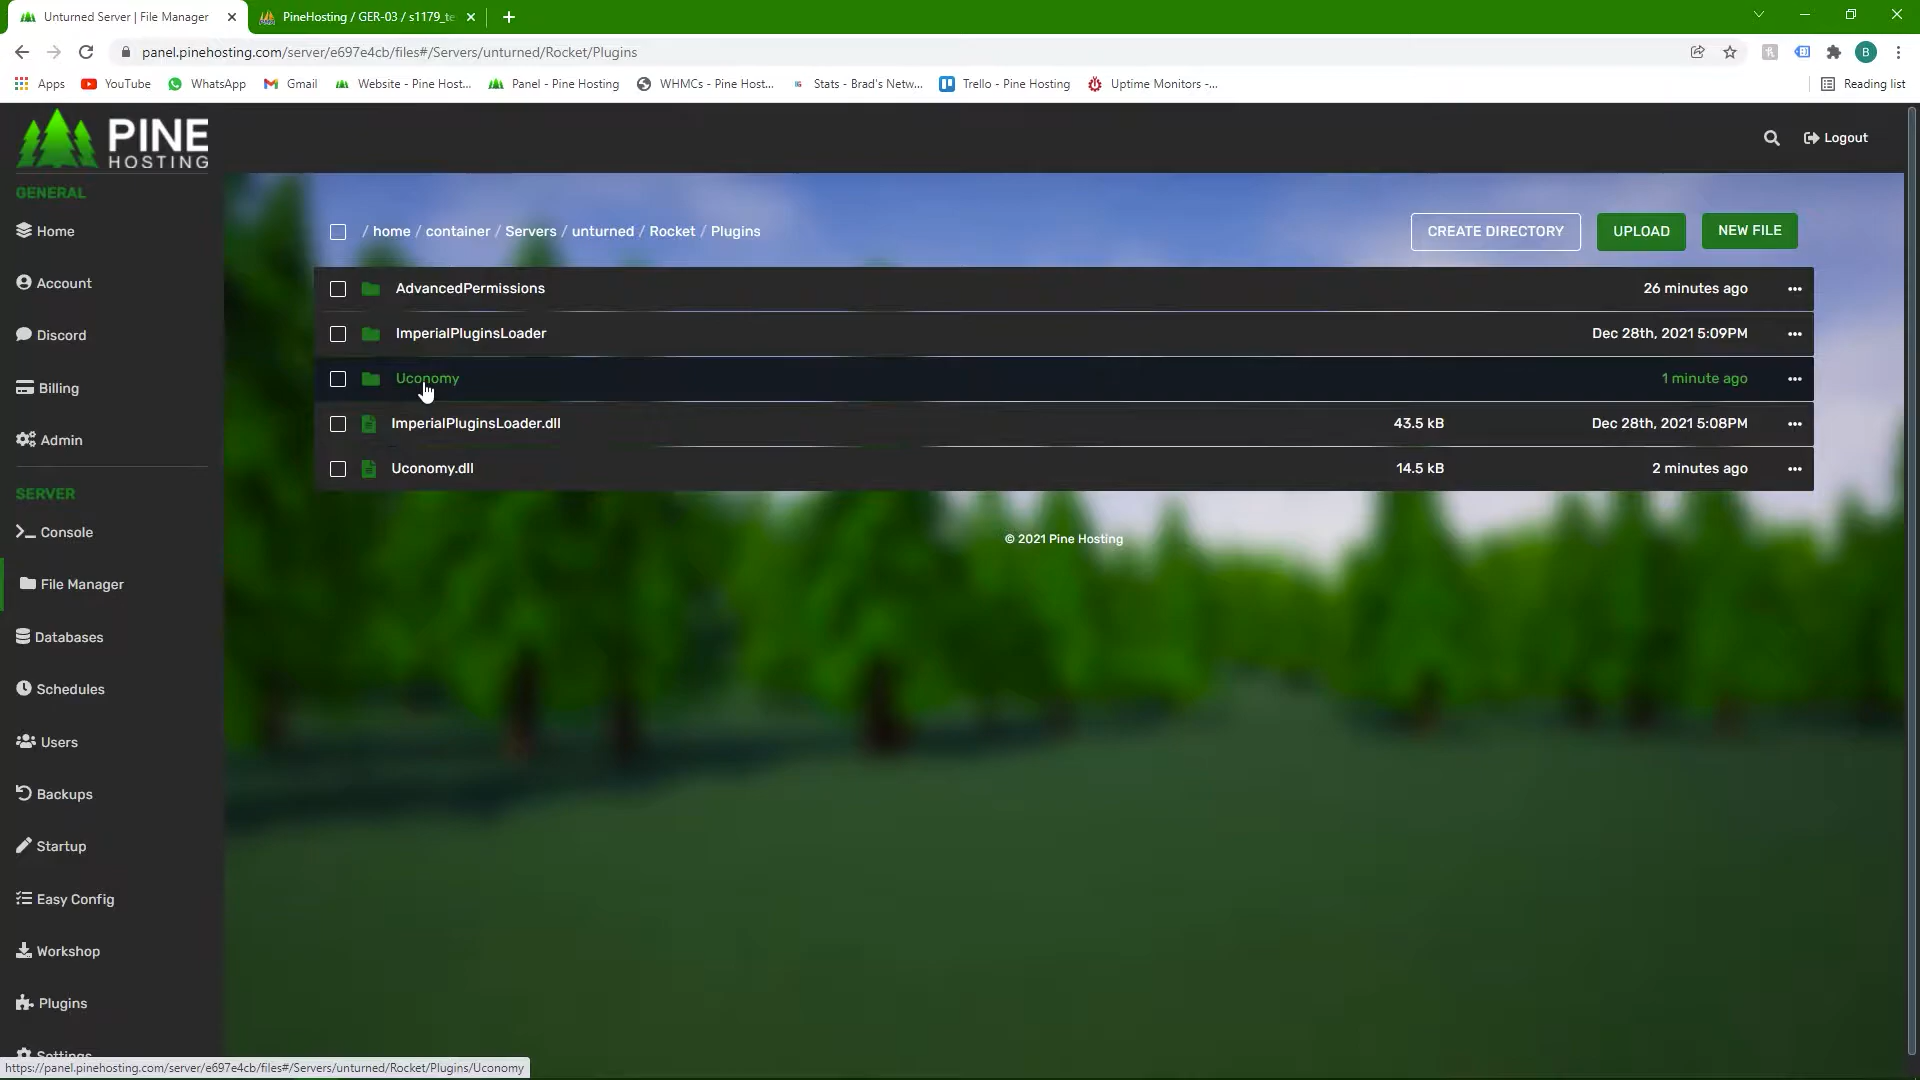 Unturned Server | File Manager
PineHosting / GER-03 / s1179_te
panel.pinehosting.com/server/e697e4cb/files#/Servers/unturned/Rocket/Plugins
B
Apps
YouTube
WhatsApp
Gmail
Website - Pine Host...
Panel - Pine Hosting
WHMCs - Pine Host...
Stats - Brad's Netw...
Trello - Pine Hosting
Uptime Monitors -...
Reading list
PINE
HOSTING
Logout
GENERAL
Home
Account
Discord
Billing
Admin
SERVER
Console
File Manager
Databases
Schedules
Users
Backups
Startup
Easy Config
Workshop
Plugins
Settings
/ home / container / Servers / unturned / Rocket / Plugins
CREATE DIRECTORY
UPLOAD
NEW FILE
AdvancedPermissions 26 minutes ago
ImperialPluginsLoader Dec 28th, 2021 5:09PM
Uconomy 1 minute ago
ImperialPluginsLoader.dll 43.5 kB Dec 28th, 2021 5:08PM
Uconomy.dll 14.5 kB 2 minutes ago
© 2021 Pine Hosting
https://panel.pinehosting.com/server/e697e4cb/files#/Servers/unturned/Rocket/Plugins/Uconomy